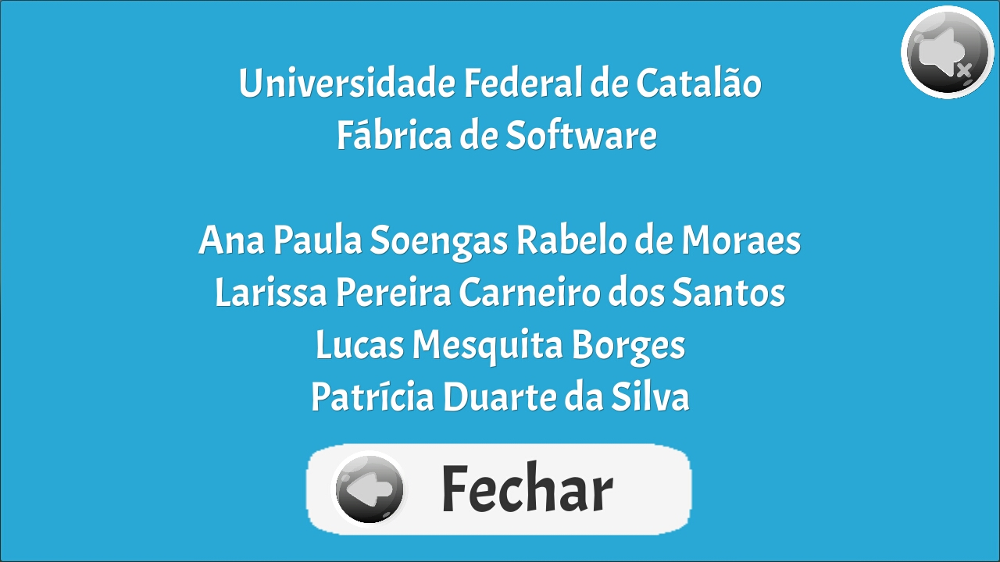 Universidade Federal de Catalão
Fábrica de Software
Ana Paula Soengas Rabelo de Moraes
Larissa Pereira Carneiro dos Santos
Lucas Mesquita Borges
Patrícia Duarte da Silva
Fechar